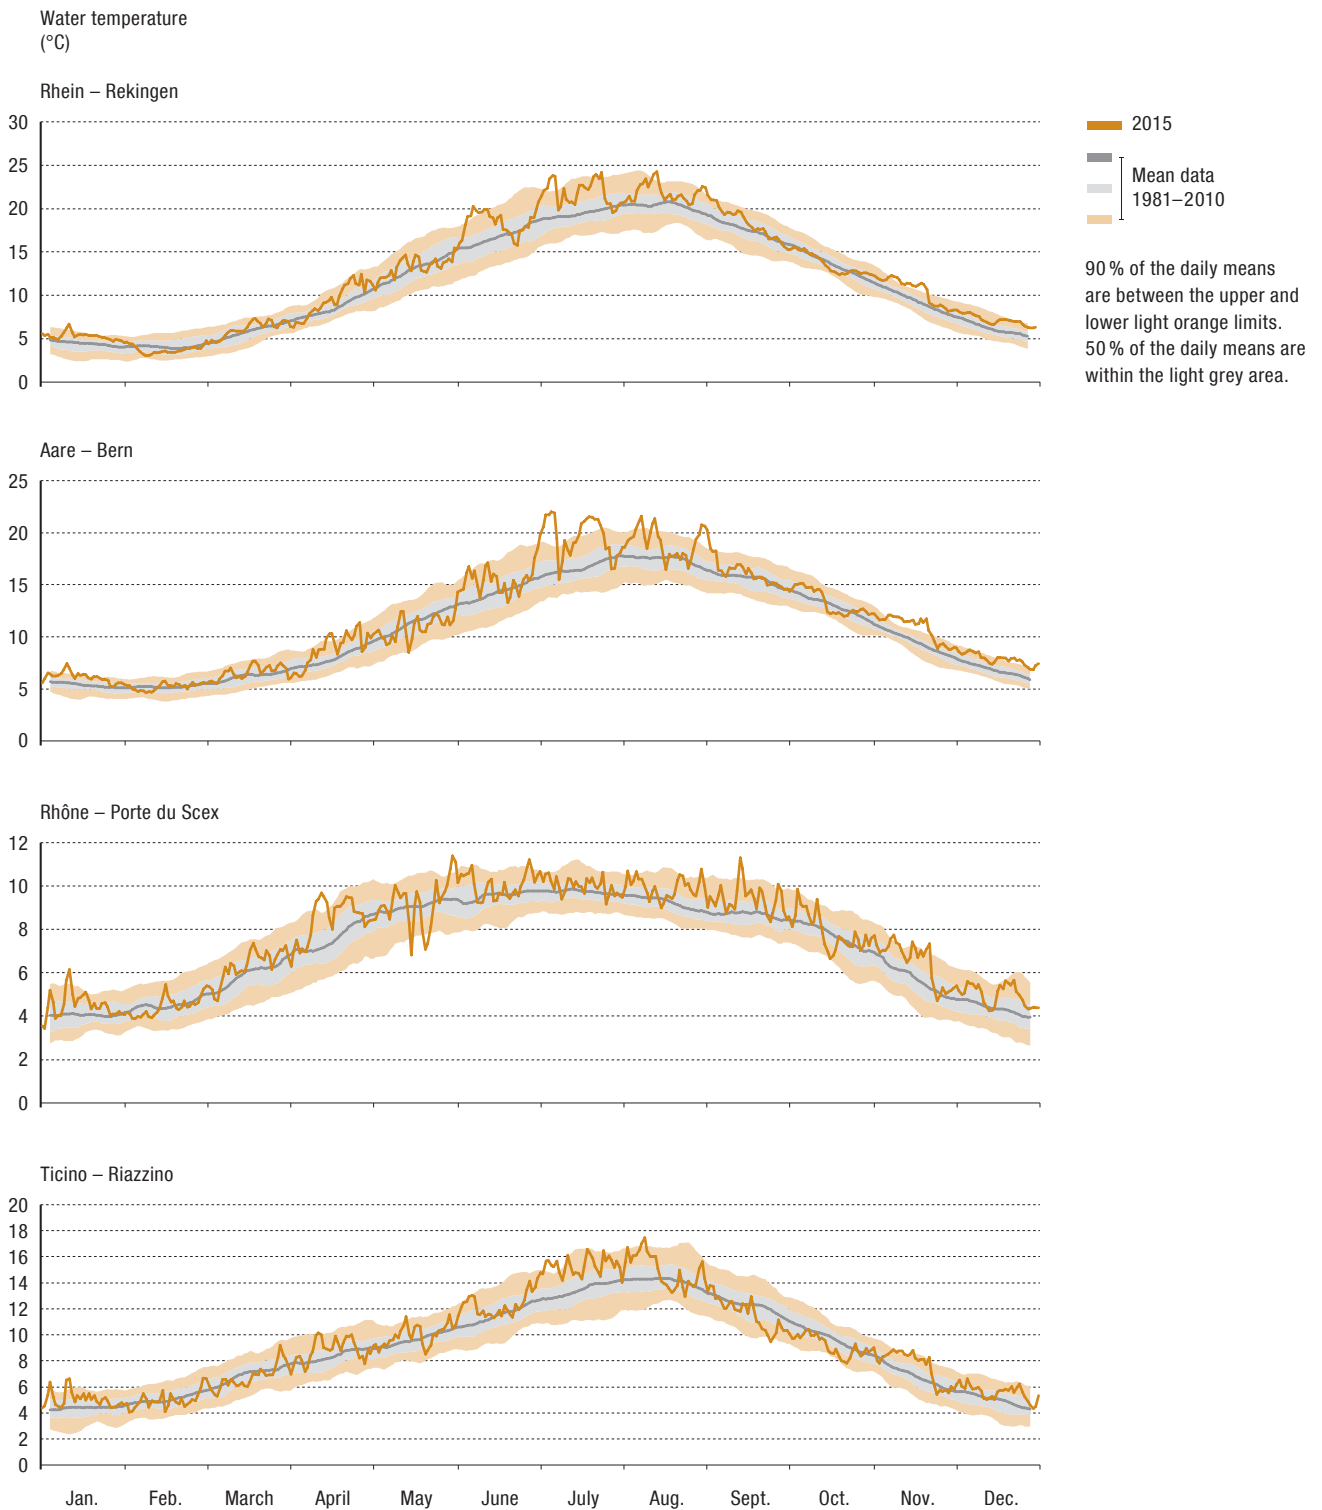 Water temperature
(°C)
Rhein – Rekingen
30
25
20
15
10
5
0
2015
Mean data
1981–2010
90 % of the daily means
are between the upper and
lower light orange limits.
50 % of the daily means are
within the light grey area.
Aare – Bern
25
20
15
10
5
0
Rhône – Porte du Scex
12
10
8
6
4
2
0
Ticino – Riazzino
20
18
16
14
12
10
8
6
4
2
0
Jan. Feb. March April May June July Aug. Sept. Oct. Nov. Dec.